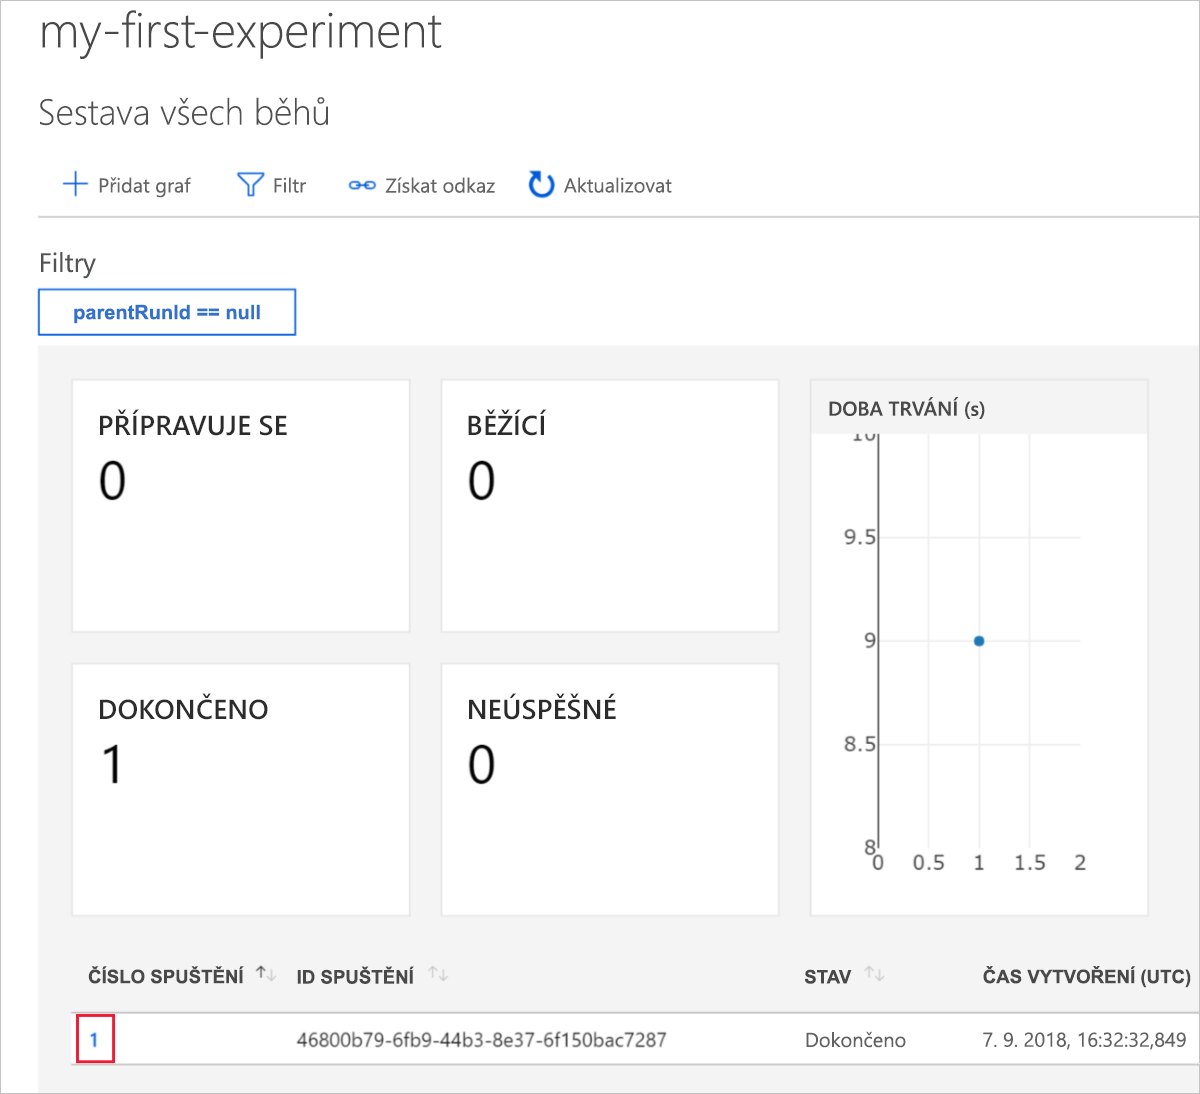 my-first-experiment
Sestava všech běhů
Přidat graf Filtr Získat odkaz Aktualizovat
Filtry
parentRunId == null
PŘÍPRAVUJE SE
0
BĚŽÍCÍ
0
DOBA TRVÁNÍ (s)
10
9.5
9
8.5
8
0 0.5 1 1.5 2
DOKONČENO
1
NEÚSPĚŠNÉ
0
ČÍSLO SPUŠTĚNÍ ID SPUŠTĚNÍ STAV ČAS VYTVOŘENÍ (UTC)
1 46800b79-6fb9-44b3-8e37-6f150bac7287 Dokončeno 7. 9. 2018, 16:32:32,849